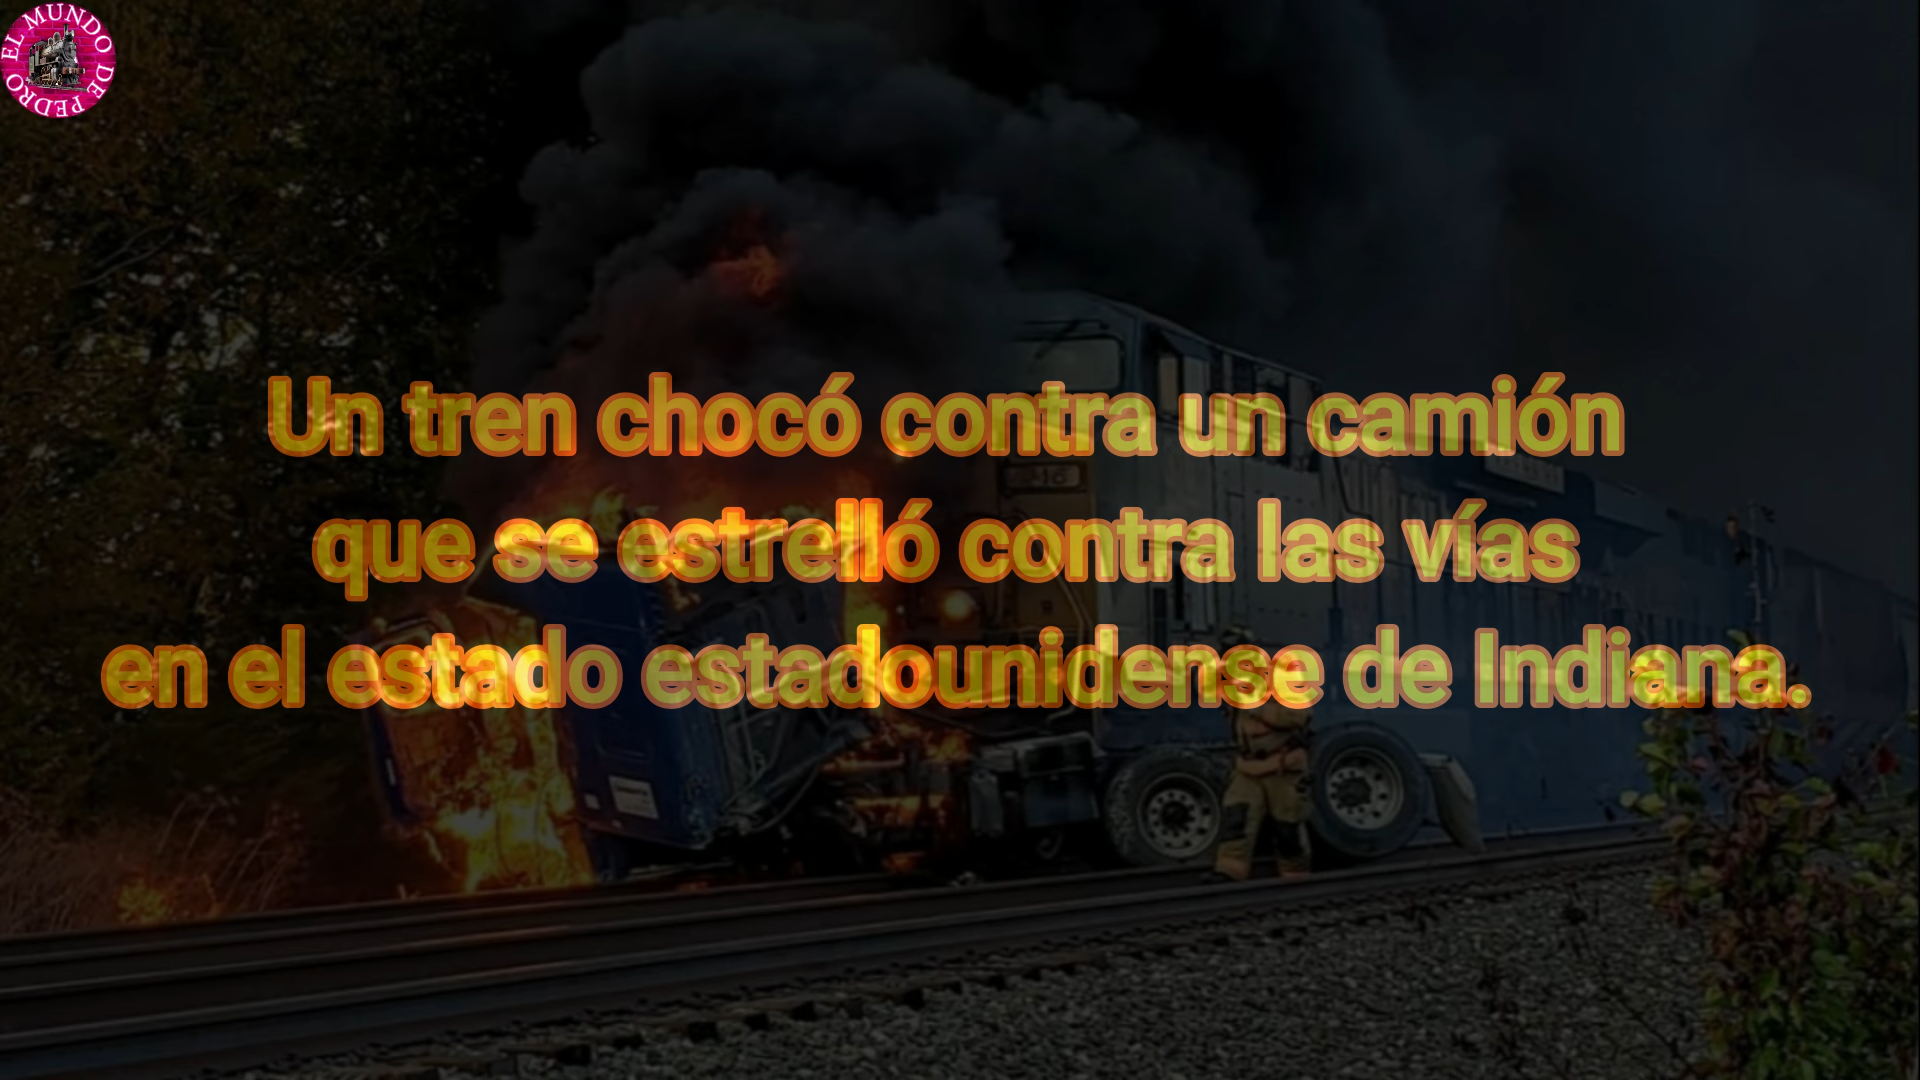 EL MUNDO DE PEDRO
Un tren chocó contra un camión
que se estrelló contra las vías
en el estado estadounidense de Indiana.